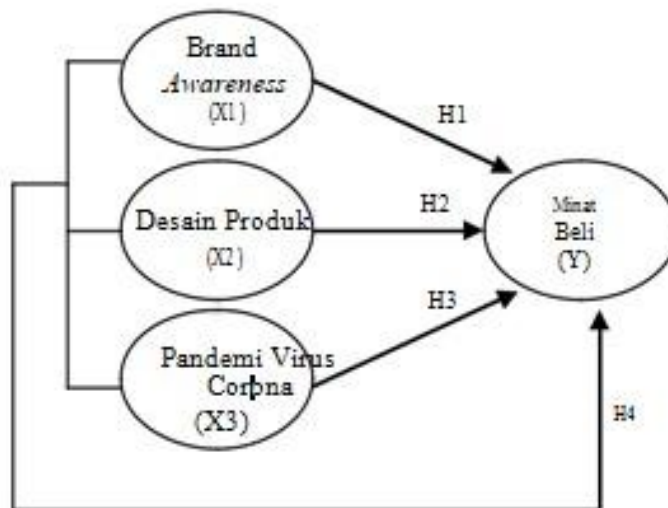 Brand
Awareness
(X1)
H1
Desain Produk
(X2)
H2
Minat
Beli
(Y)
H3
Pandemi Virus
Corona
(X3)
H4